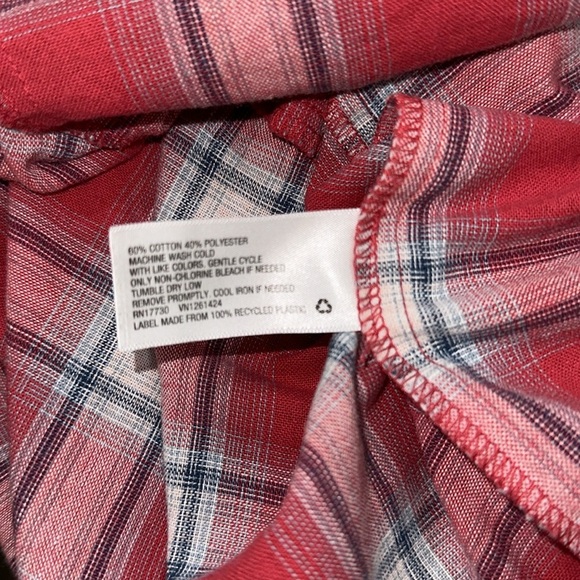 60% COTTON 40% POLYESTER
MACHINE WASH COLD
WITH LIKE COLORS, GENTLE CYCLE
ONLY NON-CHLORINE BLEACH IF NEEDED
TUMBLE DRY LOW
REMOVE PROMPTLY. COOL IRON IF NEEDED
RN17730 VN1261424
LABEL MADE FROM 100% RECYCLED PLASTIC